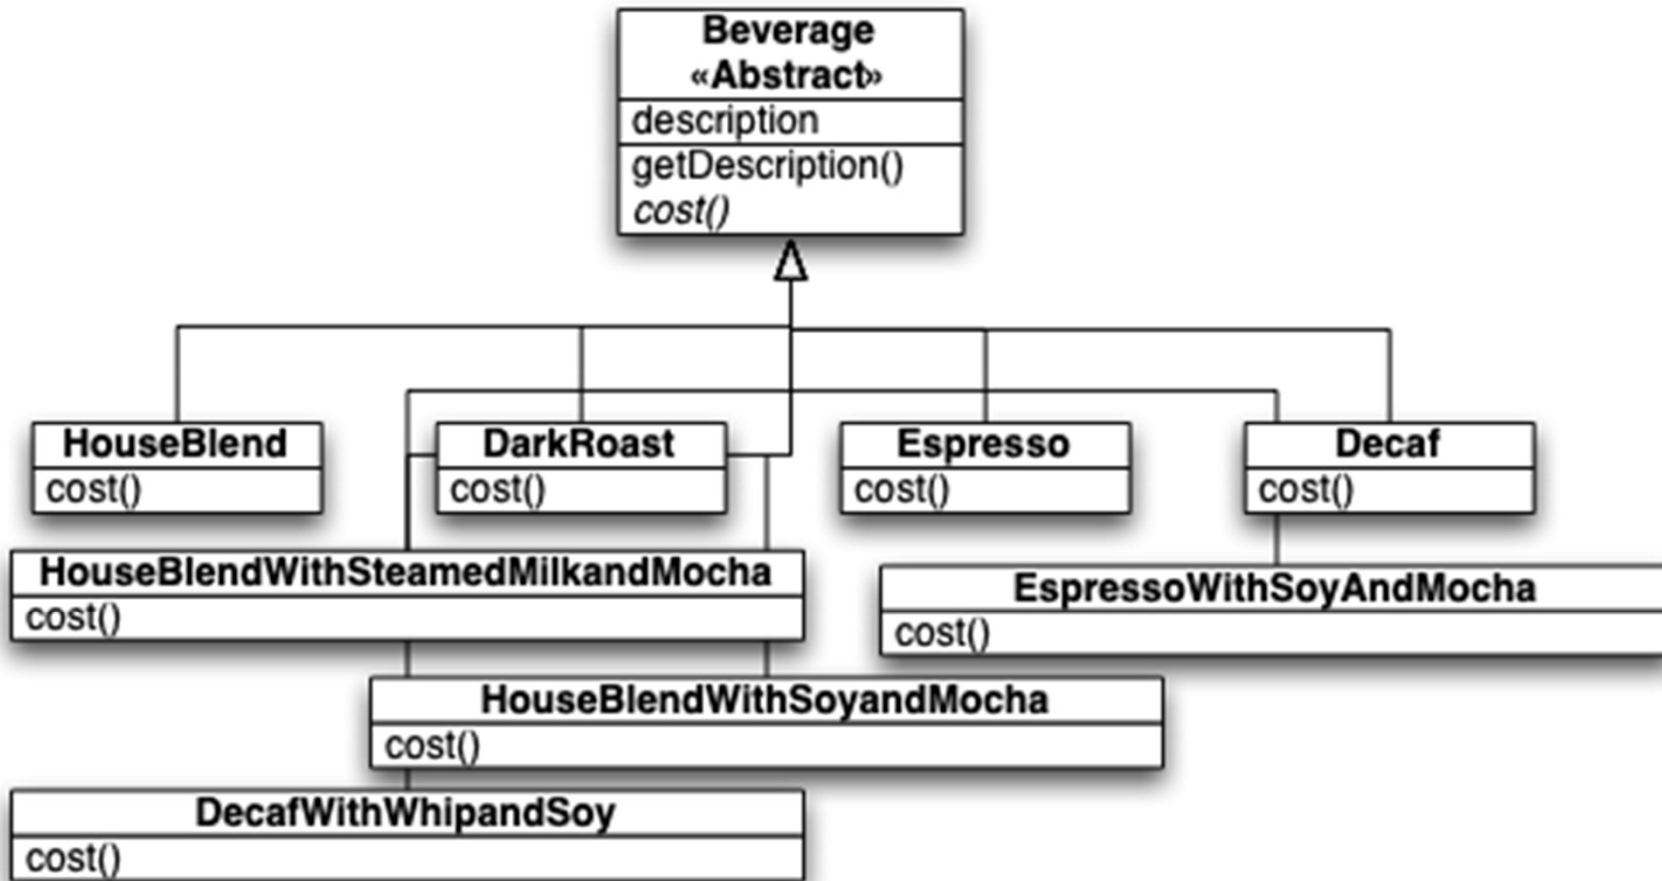 Beverage
«Abstract»
description
getDescription()
cost()
HouseBlend
cost()
DarkRoast
cost()
Espresso
cost()
Decaf
cost()
HouseBlendWithSteamedMilkandMocha
cost()
EspressoWithSoyAndMocha
cost()
HouseBlendWithSoyandMocha
cost()
DecafWithWhipandSoy
cost()